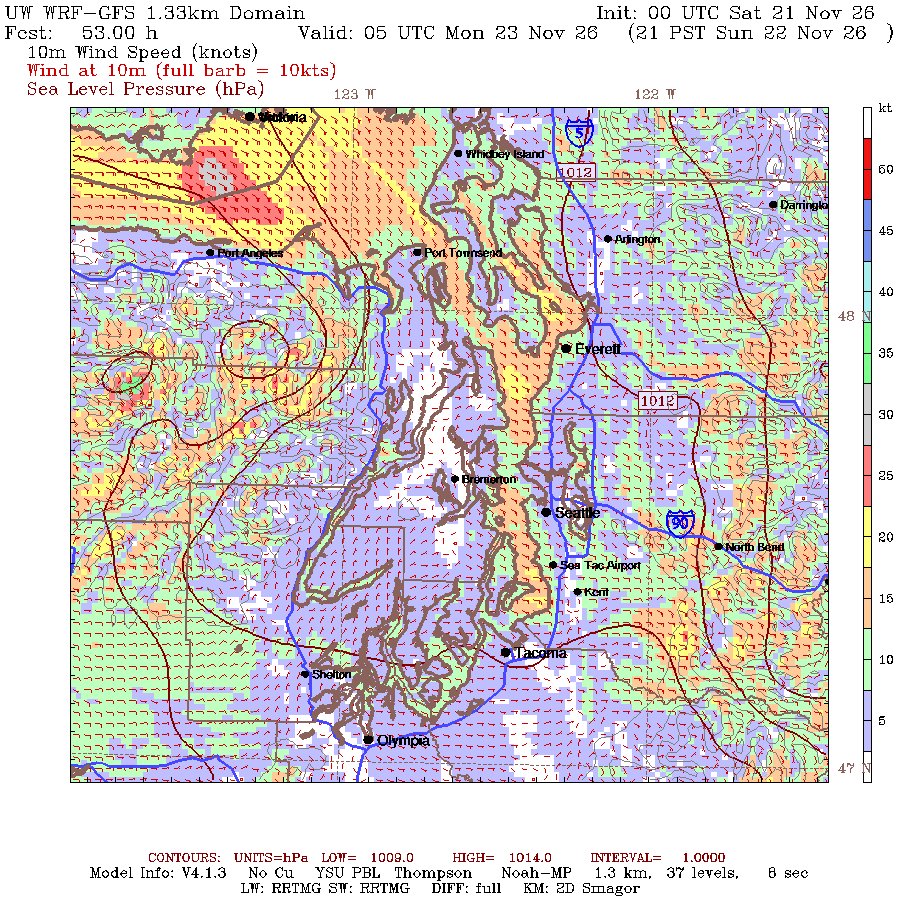 UW WRF-GFS 1.33km Domain Init: 00 UTC Sat 21 Nov 26
Fcst: 53.00 h Valid: 05 UTC Mon 23 Nov 26 (21 PST Sun 22 Nov 26 )
10m Wind Speed (knots)
Wind at 10m (full barb = 10kts)
Sea Level Pressure (hPa)
123 W 122 W
kt
Victoria
5
Whidbey Island
1012
60
Darringto
Arlington
45
Port Angeles
Port Townsend
40
48 N
Everett
35
1012
30
25
Bremerton
Seattle
90
20
North Bend
Sea Tac Airport
Kent
15
Tacoma
10
Shelton
5
Olympia
47 N
CONTOURS: UNITS=hPa LOW= 1009.0 HIGH= 1014.0 INTERVAL= 1.0000
Model Info: V4.1.3 No Cu YSU PBL Thompson Noah-MP 1.3 km, 37 levels, 8 sec
LW: RRTMG SW: RRTMG DIFF: full KM: 2D Smagor